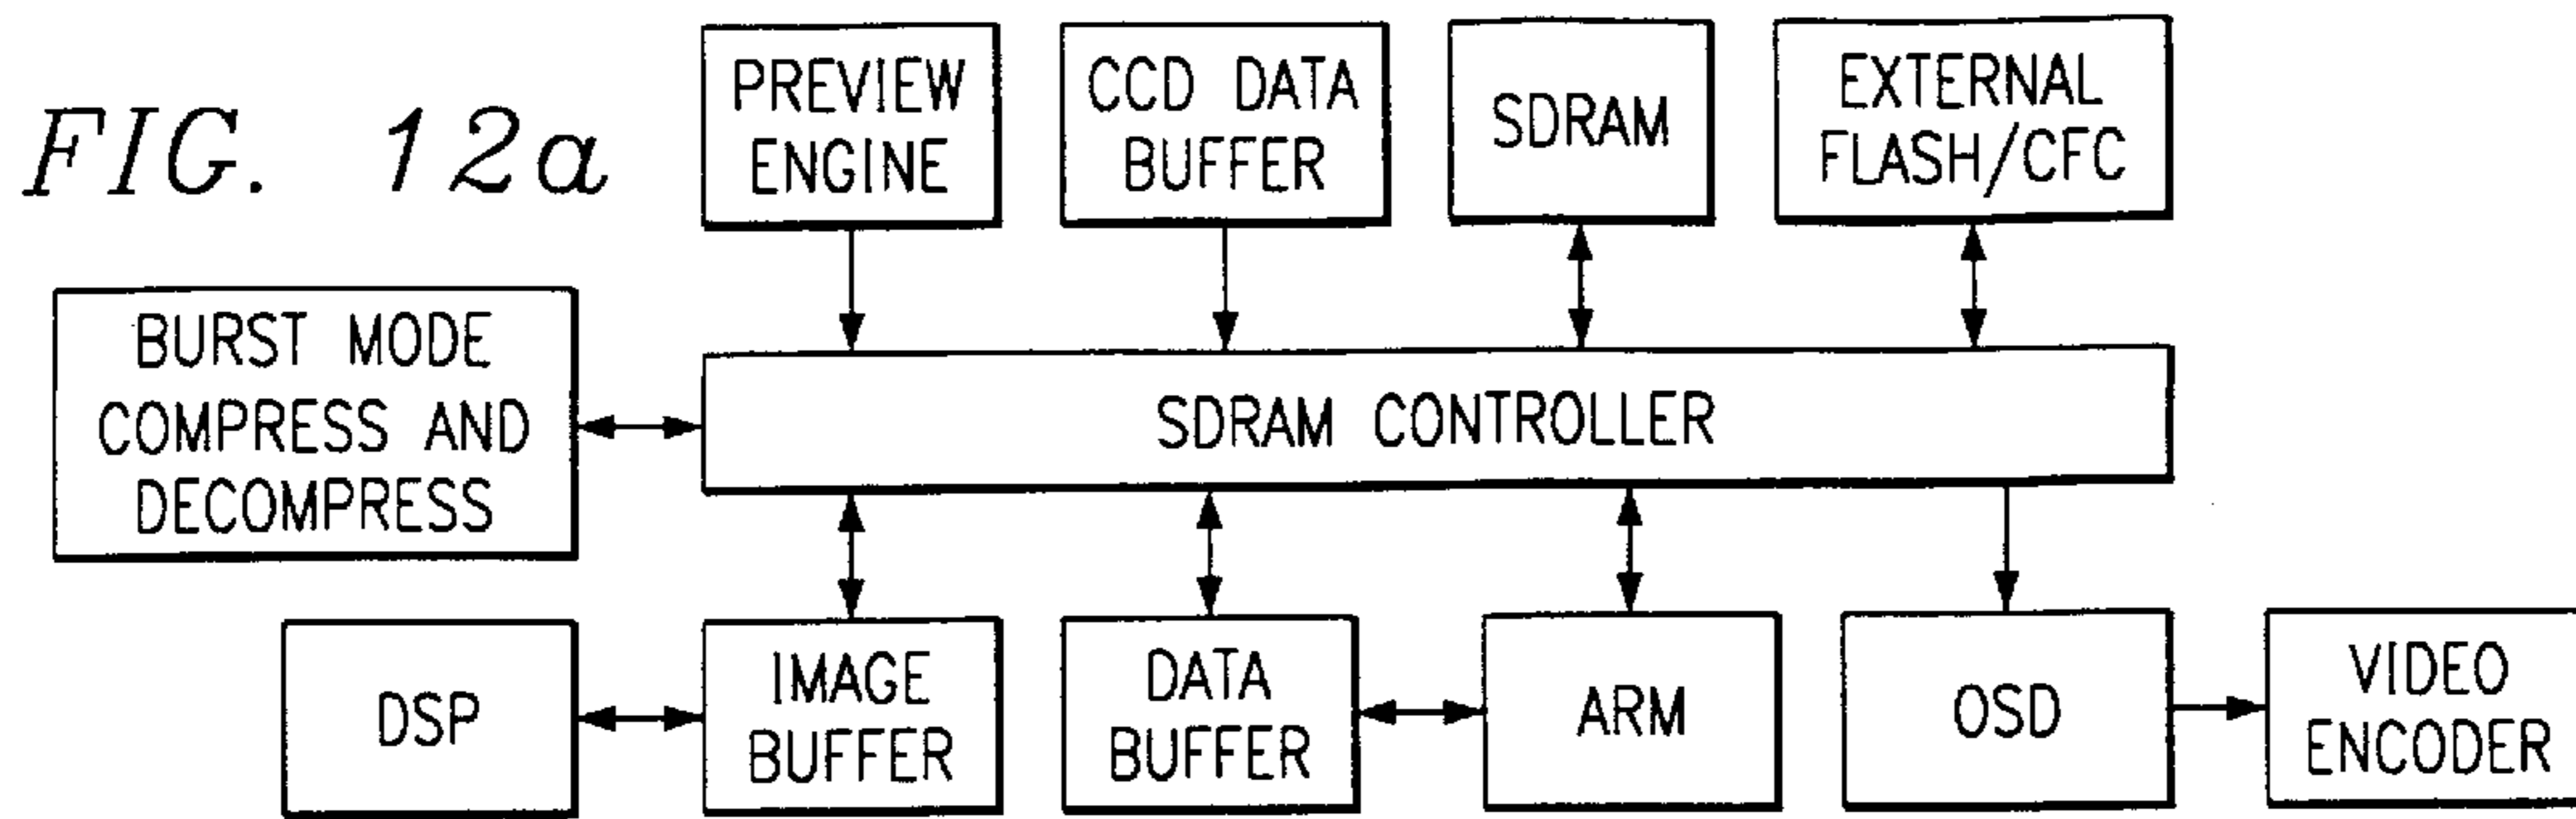 FIG. 12a
PREVIEW
ENGINE
CCD DATA
BUFFER
SDRAM
EXTERNAL
FLASH/CFC
BURST MODE
COMPRESS AND
DECOMPRESS
SDRAM CONTROLLER
DSP
IMAGE
BUFFER
DATA
BUFFER
ARM
OSD
VIDEO
ENCODER